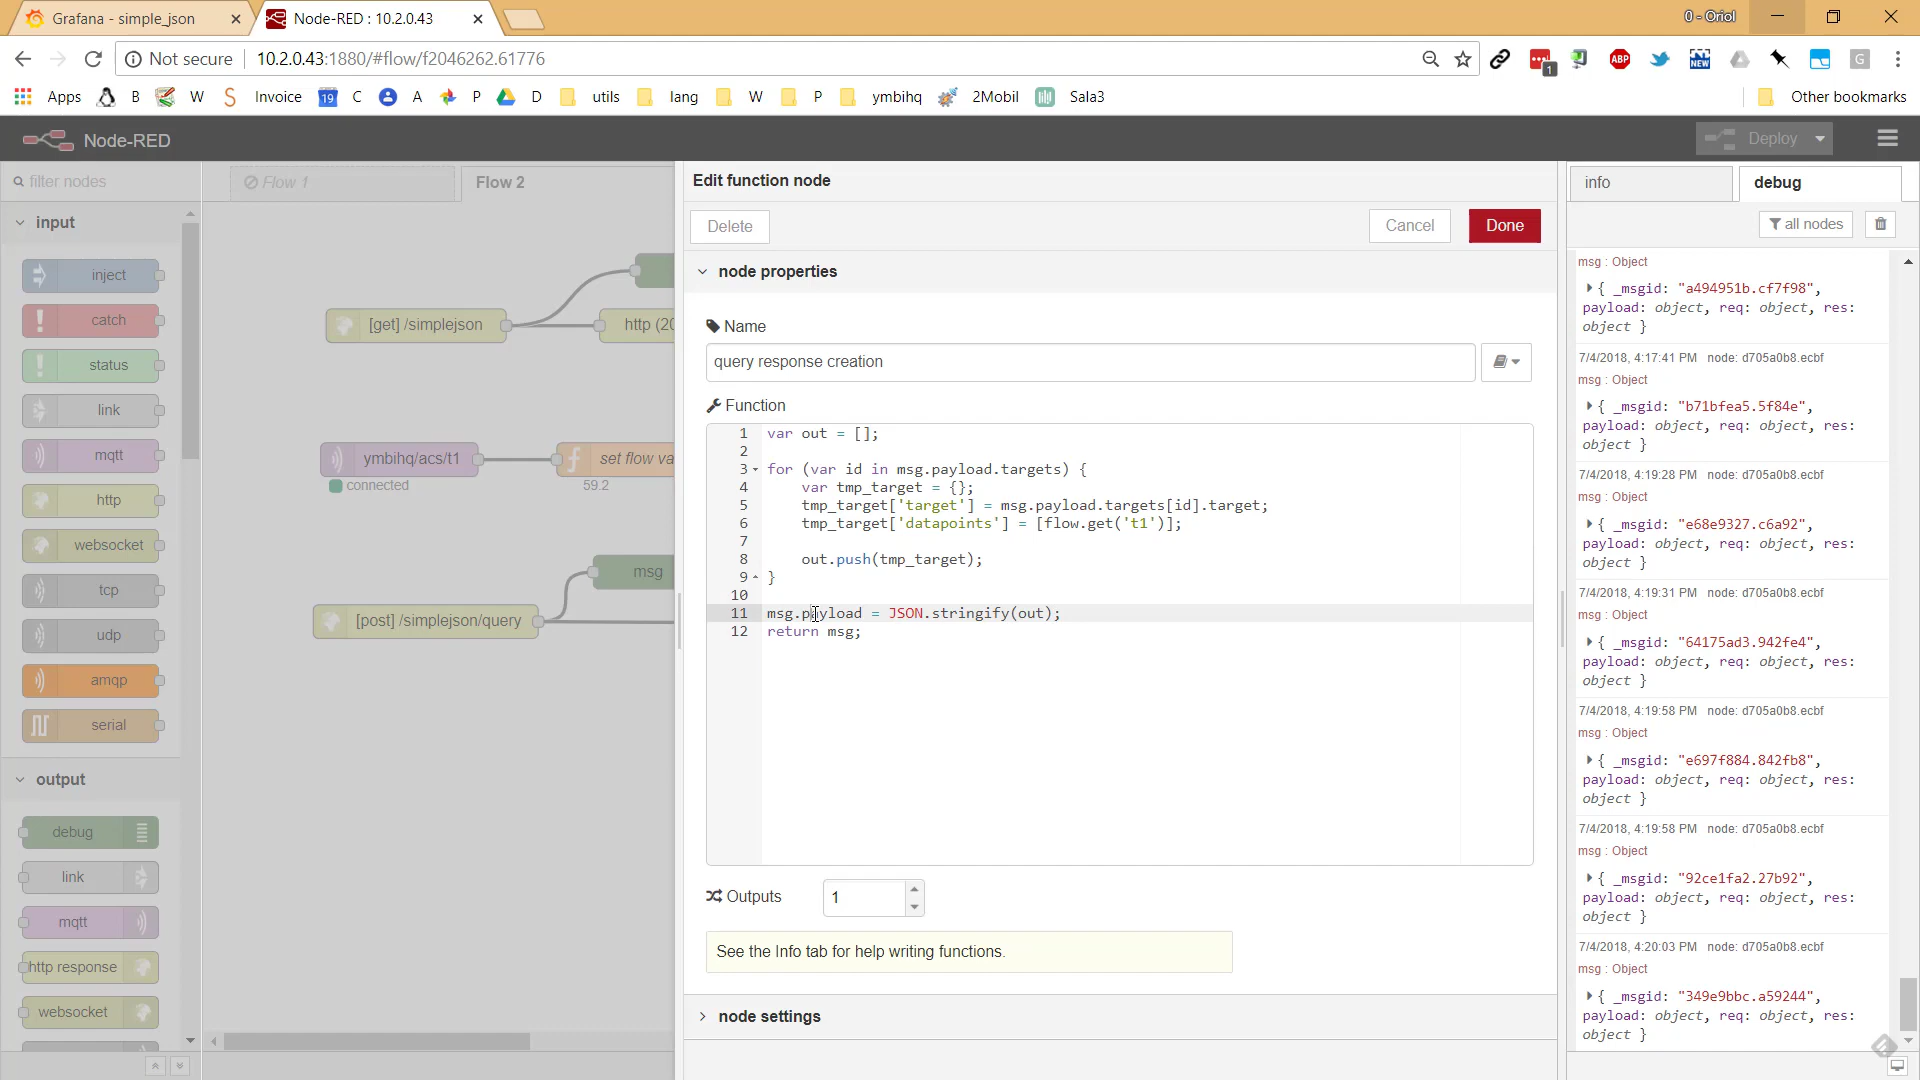 Grafana - simple_json
Node-RED : 10.2.0.43
0 - Oriol
Not secure
10.2.0.43:1880/#flow/f2046262.61776
1
ABP
NEW
G
Apps
B
W
Invoice
19
C
A
P
D
utils
lang
W
P
ymbihq
2Mobil
Sala3
Other bookmarks
Node-RED
Deploy
filter nodes
input
inject
catch
status
link
mqtt
http
websocket
tcp
udp
amqp
serial
output
debug
link
mqtt
http response
websocket
Flow 1
Flow 2
[get] /simplejson
http (20
ymbihq/acs/t1
connected
set flow va
59.2
msg
[post] /simplejson/query
Edit function node
Delete
Cancel
Done
node properties
Name
query response creation
Function
1 var out = [];
2
3 for (var id in msg.payload.targets) {
4 var tmp_target = {};
5 tmp_target['target'] = msg.payload.targets[id].target;
6 tmp_target['datapoints'] = [flow.get('t1')];
7
8 out.push(tmp_target);
9 }
10
11 msg.payload = JSON.stringify(out);
12 return msg;
Outputs
1
See the Info tab for help writing functions.
node settings
info
debug
all nodes
msg : Object
{ _msgid: "a494951b.cf7f98",
payload: object, req: object, res:
object }
7/4/2018, 4:17:41 PM node: d705a0b8.ecbf
msg : Object
{ _msgid: "b71bfea5.5f84e",
payload: object, req: object, res:
object }
7/4/2018, 4:19:28 PM node: d705a0b8.ecbf
msg : Object
{ _msgid: "e68e9327.c6a92",
payload: object, req: object, res:
object }
7/4/2018, 4:19:31 PM node: d705a0b8.ecbf
msg : Object
{ _msgid: "64175ad3.942fe4",
payload: object, req: object, res:
object }
7/4/2018, 4:19:58 PM node: d705a0b8.ecbf
msg : Object
{ _msgid: "e697f884.842fb8",
payload: object, req: object, res:
object }
7/4/2018, 4:19:58 PM node: d705a0b8.ecbf
msg : Object
{ _msgid: "92ce1fa2.27b92",
payload: object, req: object, res:
object }
7/4/2018, 4:20:03 PM node: d705a0b8.ecbf
msg : Object
{ _msgid: "349e9bbc.a59244",
payload: object, req: object, res:
object }